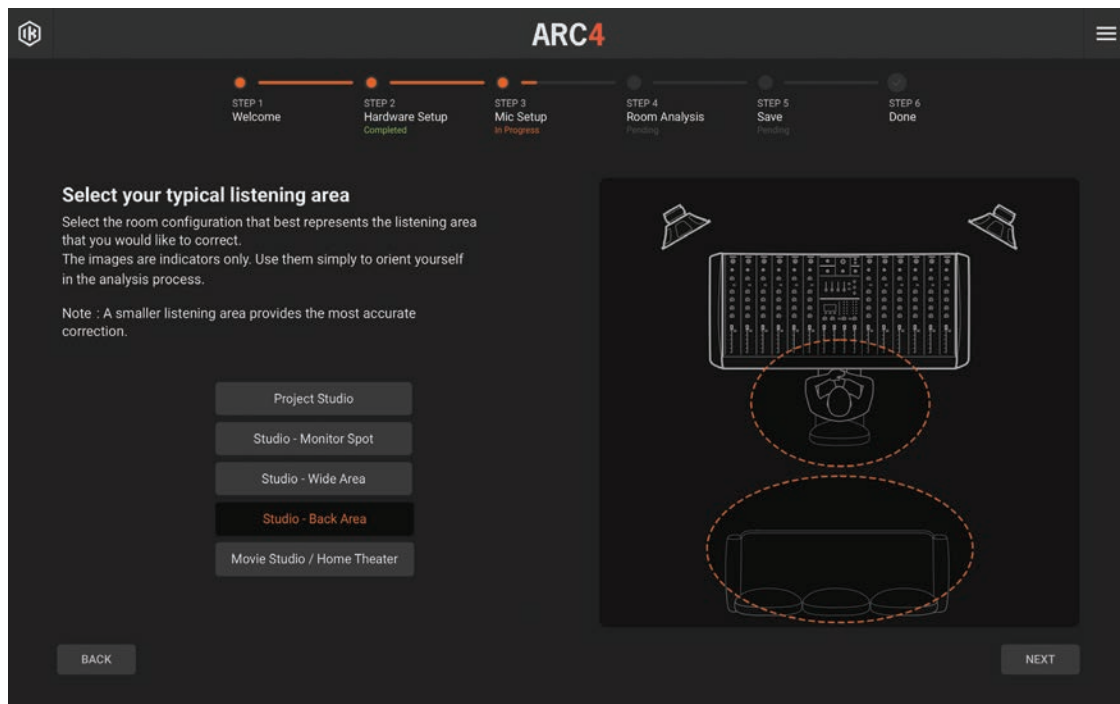 IK
ARC4
STEP 1
Welcome
STEP 2
Hardware Setup
Completed
STEP 3
Mic Setup
In Progress
STEP 4
Room Analysis
Pending
STEP 5
Save
Pending
STEP 6
Done
Select your typical listening area
Select the room configuration that best represents the listening area
that you would like to correct.
The images are indicators only. Use them simply to orient yourself
in the analysis process.
Note : A smaller listening area provides the most accurate
correction.
Project Studio
Studio - Monitor Spot
Studio - Wide Area
Studio - Back Area
Movie Studio / Home Theater
BACK
NEXT